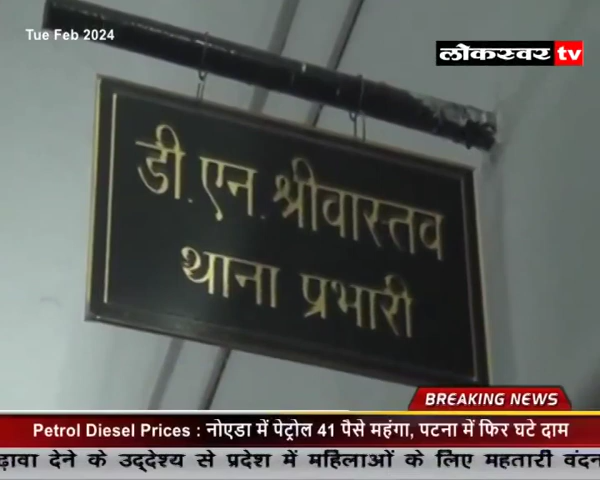 Tue Feb 2024
लोकस्वर tv
डी.एन.श्रीवास्तव
थाना प्रभारी
BREAKING NEWS
Petrol Diesel Prices : नोएडा में पेट्रोल 41 पैसे महंगा, पटना में फिर घटे दाम
देने के उद्देश्य से प्रदेश में महिलाओं के लिए महतारी